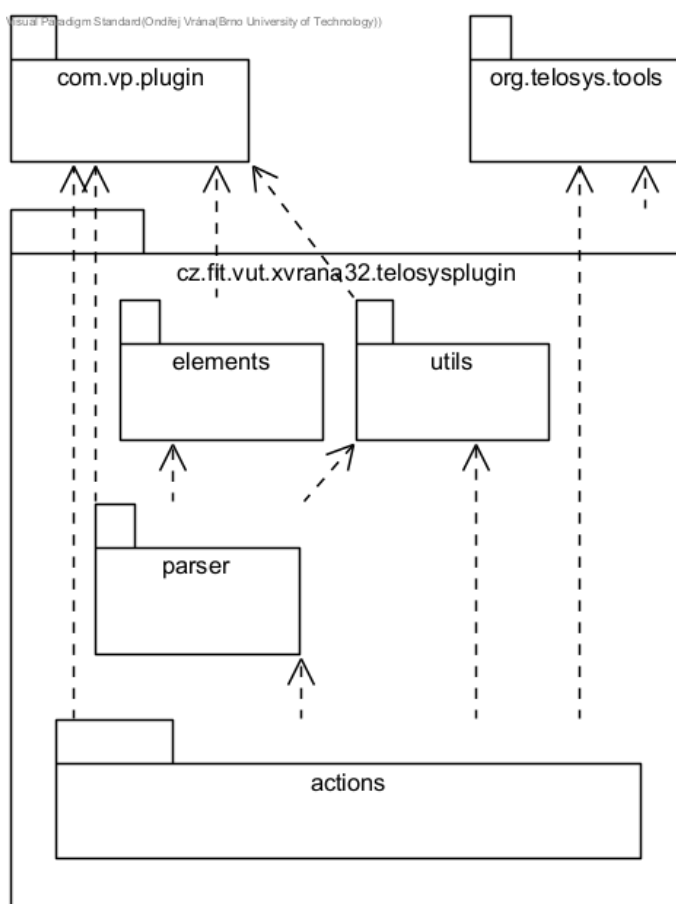 Visual Paradigm Standard(Ondřej Vrána(Brno University of Technology))
com.vp.plugin
org.telosys.tools
cz.fit.vut.xvrana32.telosysplugin
elements
utils
parser
actions